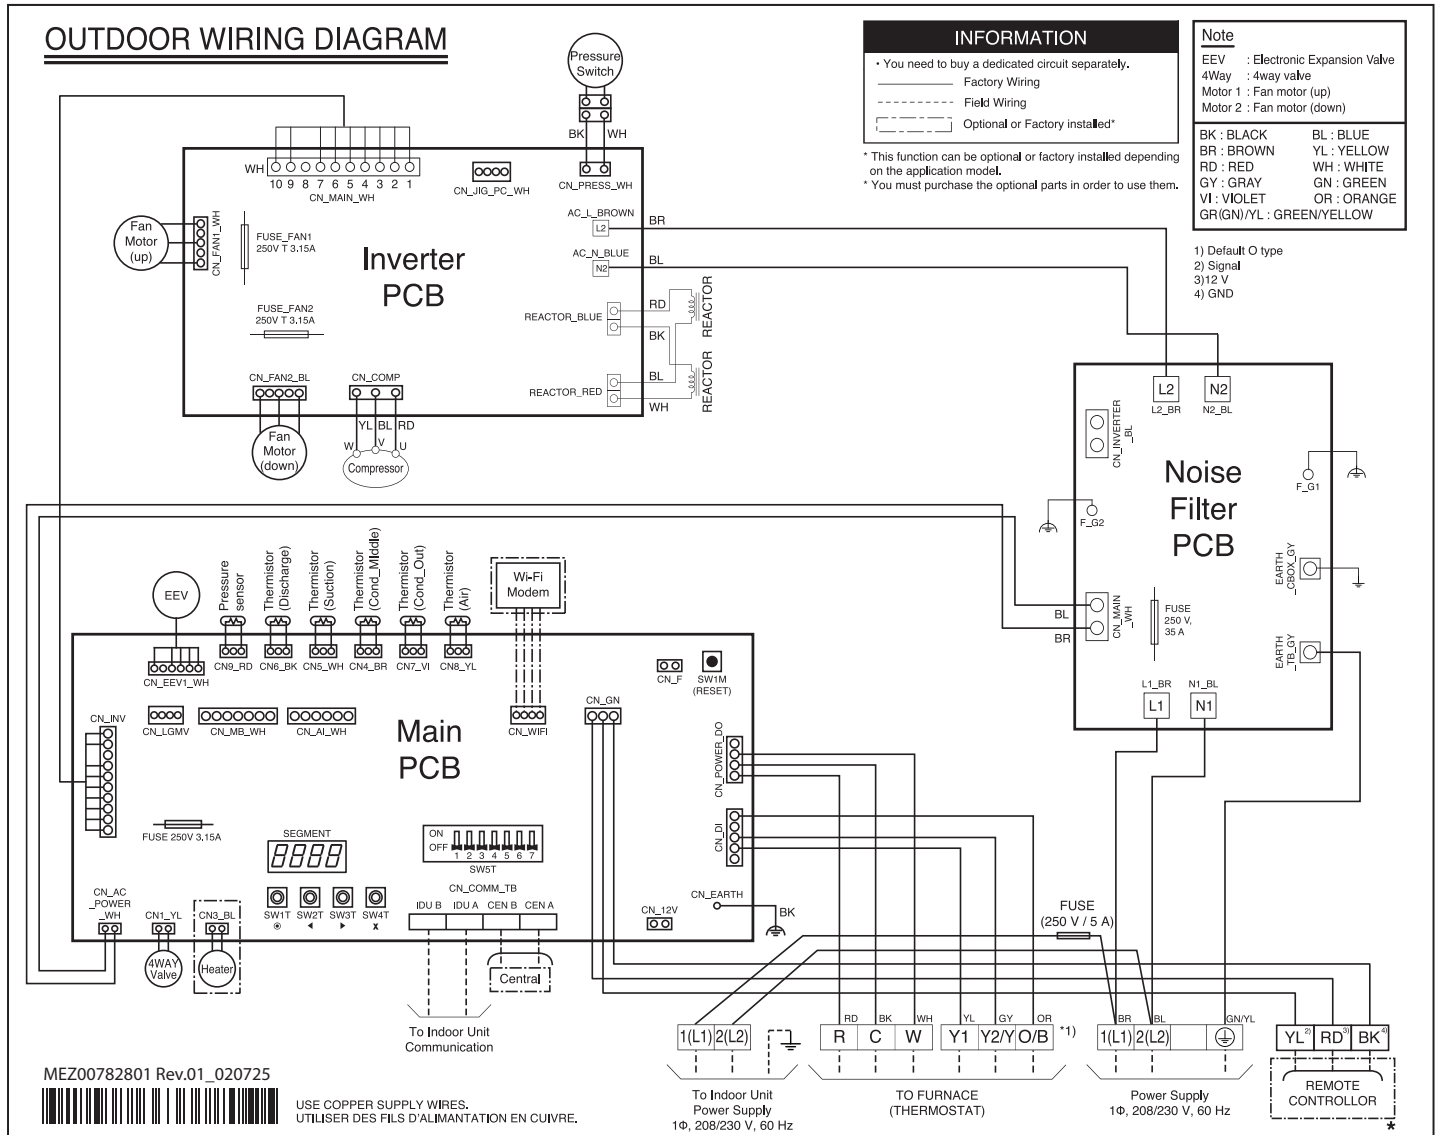 OUTDOOR WIRING DIAGRAM
INFORMATION
• You need to buy a dedicated circuit separately.
Factory Wiring
Field Wiring
Optional or Factory installed*
* This function can be optional or factory installed depending
on the application model.
* You must purchase the optional parts in order to use them.
Note
EEV : Electronic Expansion Valve
4Way : 4way valve
Motor 1 : Fan motor (up)
Motor 2 : Fan motor (down)
BK : BLACK BL : BLUE
BR : BROWN YL : YELLOW
RD : RED WH : WHITE
GY : GRAY GN : GREEN
VI : VIOLET OR : ORANGE
GR(GN)/YL : GREEN/YELLOW
1) Default O type
2) Signal
3)12 V
4) GND
Pressure
Switch
BK WH
WH
10 9 8 7 6 5 4 3 2 1
CN_MAIN_WH
CN_JIG_PC_WH
CN_PRESS_WH
Fan
Motor
(up)
CN_FAN1_WH
FUSE_FAN1
250V T 3.15A
FUSE_FAN2
250V T 3.15A
Inverter
PCB
AC_L_BROWN
L2
BR
AC_N_BLUE
N2
BL
REACTOR_BLUE
RD
BK
REACTOR
REACTOR_RED
BL
WH
REACTOR
CN_FAN2_BL
Fan
Motor
(down)
CN_COMP
YL BL RD
W V U
Compressor
L2 N2
L2_BR N2_BL
CN_INVERTER
_BL
Noise
Filter
PCB
F_G1
F_G2
EARTH
_CBOX_GY
CN_MAIN
_WH
BL
BR
FUSE
250 V,
35 A
EARTH
_TB_GY
L1_BR N1_BL
L1 N1
EEV
Pressure
sensor
Thermistor
(Discharge)
Thermistor
(Suction)
Thermistor
(Cond_MIddle)
Thermistor
(Cond_Out)
Thermistor
(Air)
Wi-Fi
Modem
CN_EEV1_WH
CN9_RD CN6_BK CN5_WH CN4_BR CN7_VI CN8_YL
CN_F
SW1M
(RESET)
CN_INV
CN_LGMV CN_MB_WH CN_AI_WH
Main
PCB
CN_WIFI
CN_GN
CN_POWER_DO
CN_DI
FUSE 250V 3.15A
SEGMENT
ON
OFF
1 2 3 4 5 6 7
SW5T
SW1T SW2T SW3T SW4T
◉ ◀ ▶ X
CN_COMM_TB
IDU B IDU A CEN B CEN A
CN_12V
CN_EARTH
BK
CN_AC
_POWER
_WH
CN1_YL
CN3_BL
4WAY
Valve
Heater
Central
To Indoor Unit
Communication
FUSE
(250 V / 5 A)
1(L1) 2(L2)
To Indoor Unit
Power Supply
1Φ, 208/230 V, 60 Hz
RD BK WH YL GY OR
R C W Y1 Y2/Y O/B *1)
TO FURNACE
(THERMOSTAT)
BR BL GN/YL
1(L1) 2(L2)
Power Supply
1Φ, 208/230 V, 60 Hz
YL 2) RD 3) BK 4)
REMOTE
CONTROLLOR
*
MEZ00782801 Rev.01_020725
USE COPPER SUPPLY WIRES.
UTILISER DES FILS D'ALIMANTATION EN CUIVRE.